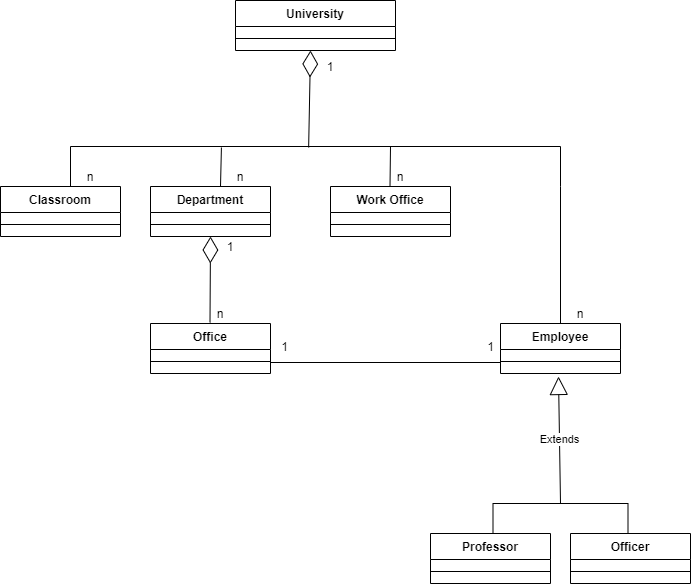 University
1
n
n
n
Classroom
Department
Work Office
1
n
n
Office
Employee
1
1
Extends
Professor
Officer